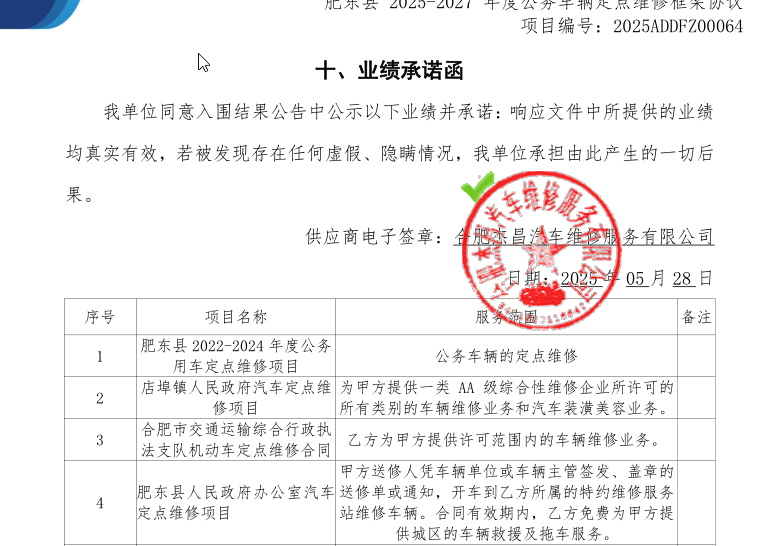 肥东县 2025-2027 年度公务车辆定点维修框架协议
项目编号：2025ADDFZ00064
十、业绩承诺函
我单位同意入围结果公告中公示以下业绩并承诺：响应文件中所提供的业绩
均真实有效，若被发现存在任何虚假、隐瞒情况，我单位承担由此产生的一切后
果。
供应商电子签章：合肥杰昌汽车维修服务有限公司
日期：2025 年 05 月 28 日
序号 项目名称 服务范围 备注
1 肥东县 2022-2024 年度公务 公务车辆的定点维修
用车定点维修项目
2 店埠镇人民政府汽车定点维 为甲方提供一类 AA 级综合性维修企业所许可的
修项目 所有类别的车辆维修业务和汽车装潢美容业务。
3 合肥市交通运输综合行政执 乙方为甲方提供许可范围内的车辆维修业务。
法支队机动车定点维修合同
4 肥东县人民政府办公室汽车 甲方送修人凭车辆单位或车辆主管签发、盖章的
定点维修项目 送修单或通知，开车到乙方所属的特约维修服务
站维修车辆。合同有效期内，乙方免费为甲方提
供城区的车辆救援及拖车服务。